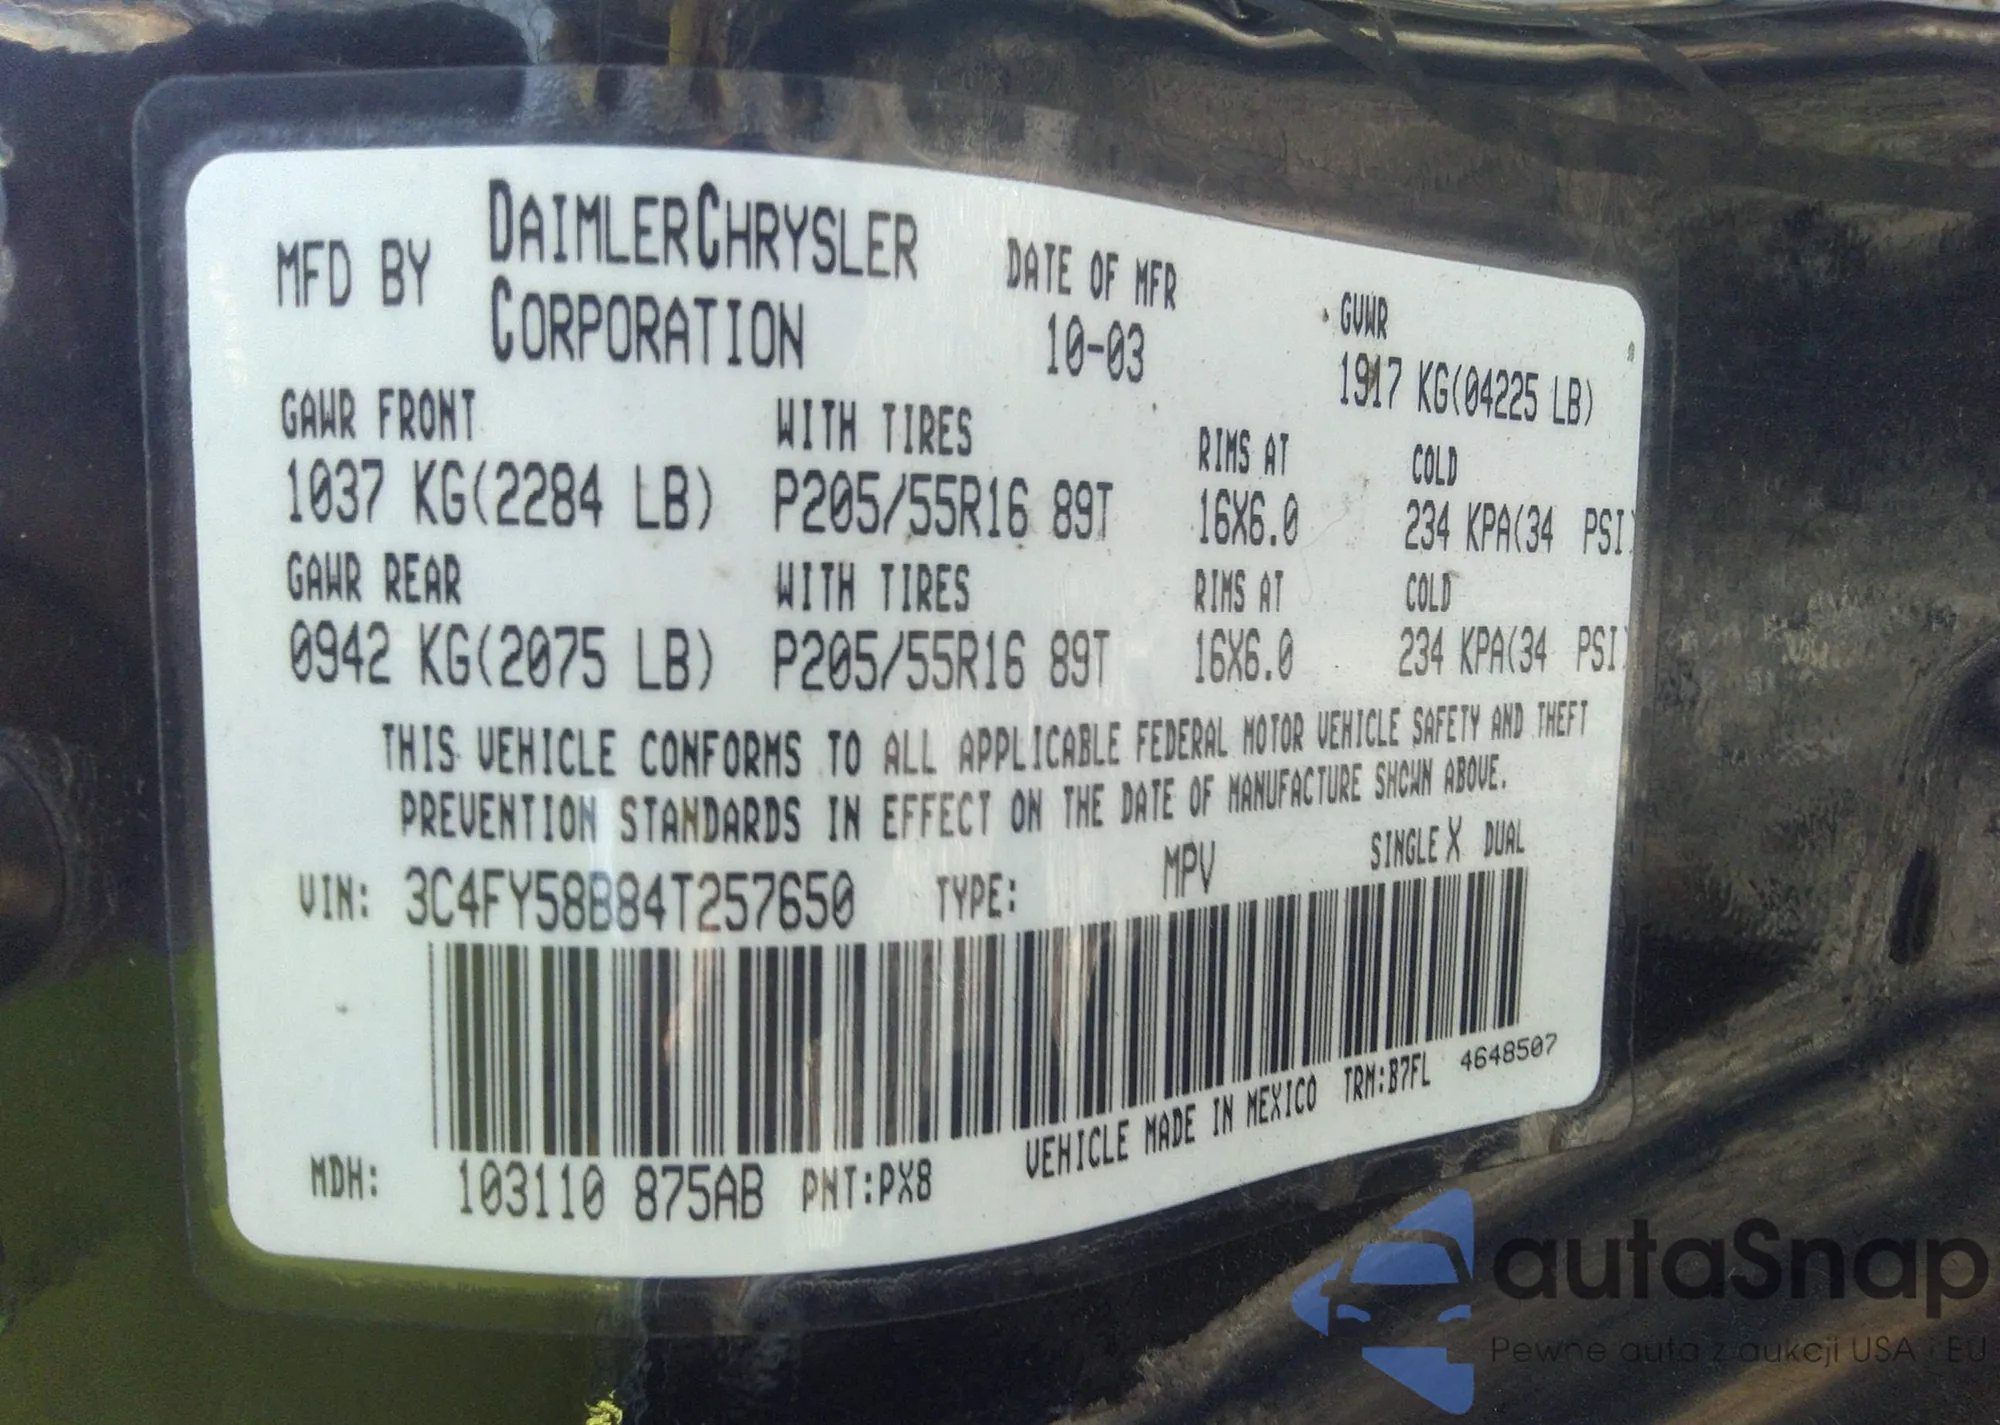 MFD BY DAIMLERCHRYSLER CORPORATION DATE OF MFR 10-03 GVWR 1917 KG(04225 LB)
GAWR FRONT WITH TIRES RIMS AT COLD
1037 KG(2284 LB) P205/55R16 89T 16X6.0 234 KPA(34 PSI)
GAWR REAR WITH TIRES RIMS AT COLD
0942 KG(2075 LB) P205/55R16 89T 16X6.0 234 KPA(34 PSI)
THIS VEHICLE CONFORMS TO ALL APPLICABLE FEDERAL MOTOR VEHICLE SAFETY AND THEFT
PREVENTION STANDARDS IN EFFECT ON THE DATE OF MANUFACTURE SHOWN ABOVE.
VIN: 3C4FY58B84T257650 TYPE: MPV SINGLE X DUAL
MDH: 103110 875AB PNT:PX8 VEHICLE MADE IN MEXICO TRM:B7FL 4648507
autaSnap
Pewne auta z aukcji USA i EU